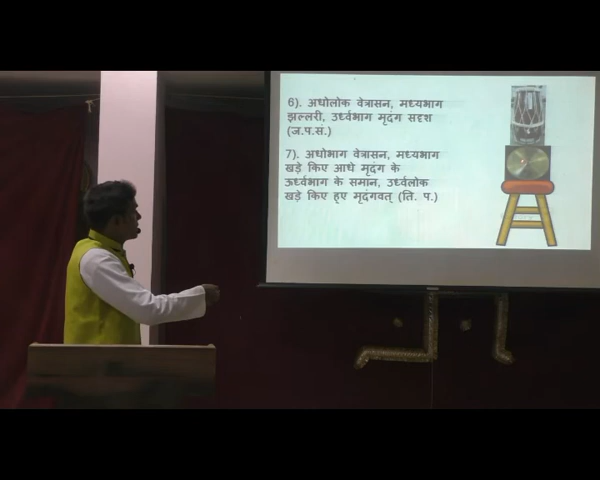 6). अधोलोक वेत्रासन, मध्यभाग
झल्लरी, उर्ध्वभाग मृदंग सदृश
(ज.प.सं.)
7). अधोभाग वेत्रासन, मध्यभाग
खड़े किए आधे मृदंग के
ऊर्ध्वभाग के समान, उर्ध्वलोक
खड़े किए हुए मृदंगवत् (ति. प.)